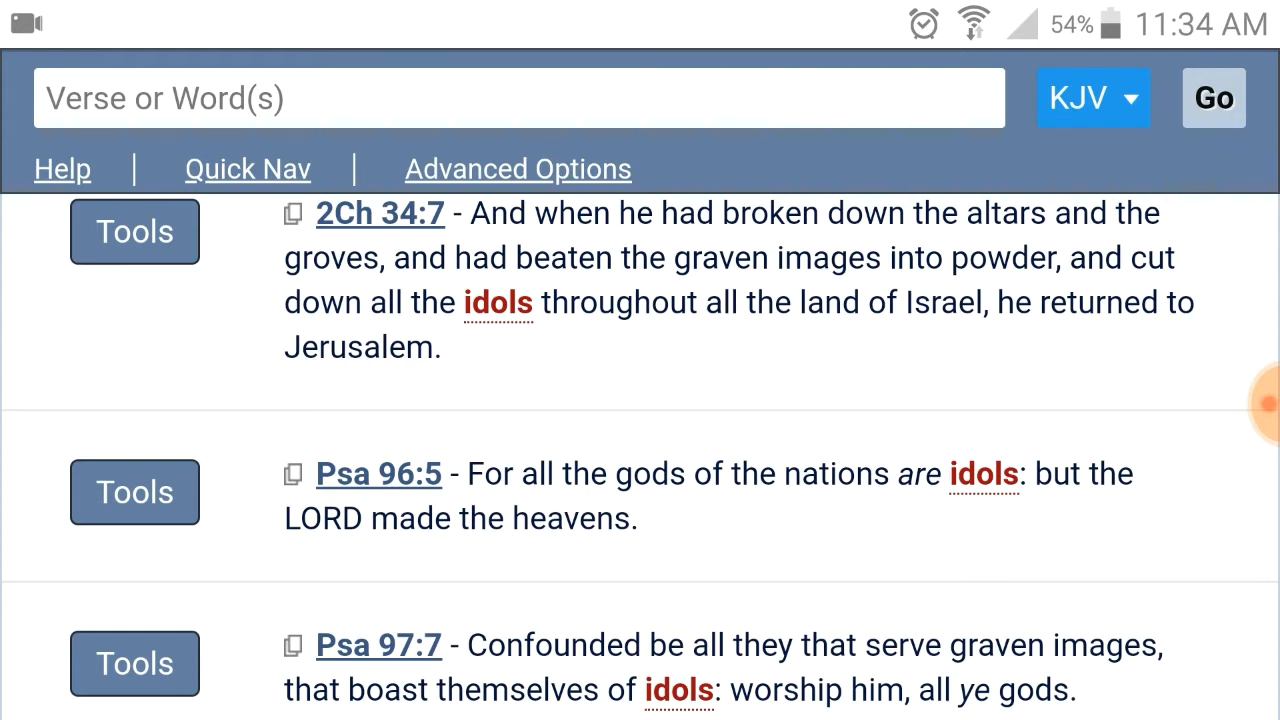 54% 11:34 AM
Verse or Word(s) KJV Go
Help | Quick Nav | Advanced Options
Tools 2Ch 34:7 - And when he had broken down the altars and the
groves, and had beaten the graven images into powder, and cut
down all the idols throughout all the land of Israel, he returned to
Jerusalem.
Tools Psa 96:5 - For all the gods of the nations are idols: but the
LORD made the heavens.
Tools Psa 97:7 - Confounded be all they that serve graven images,
that boast themselves of idols: worship him, all ye gods.